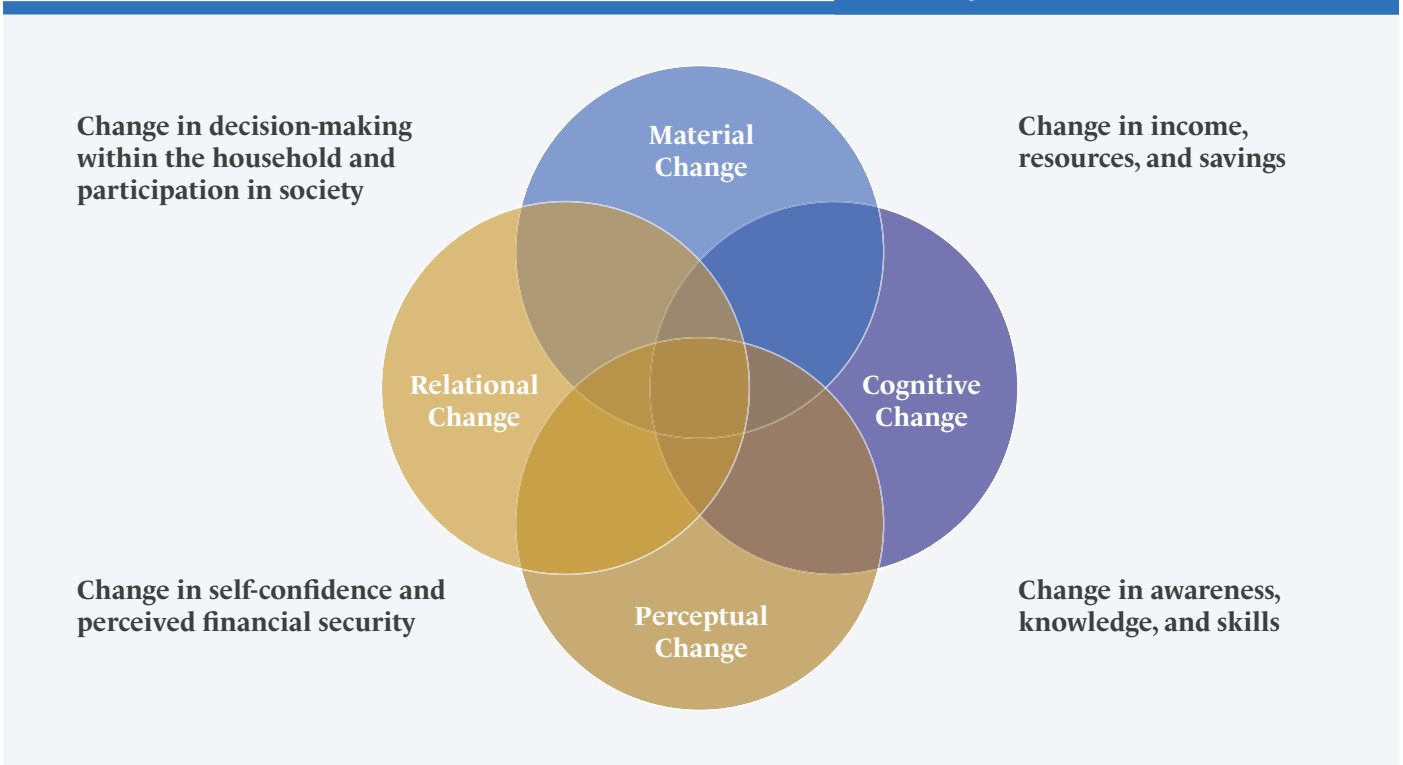 Change in decision-making
within the household and
participation in society
Material
Change
Change in income,
resources, and savings
Relational
Change
Cognitive
Change
Change in self-confidence and
perceived financial security
Perceptual
Change
Change in awareness,
knowledge, and skills